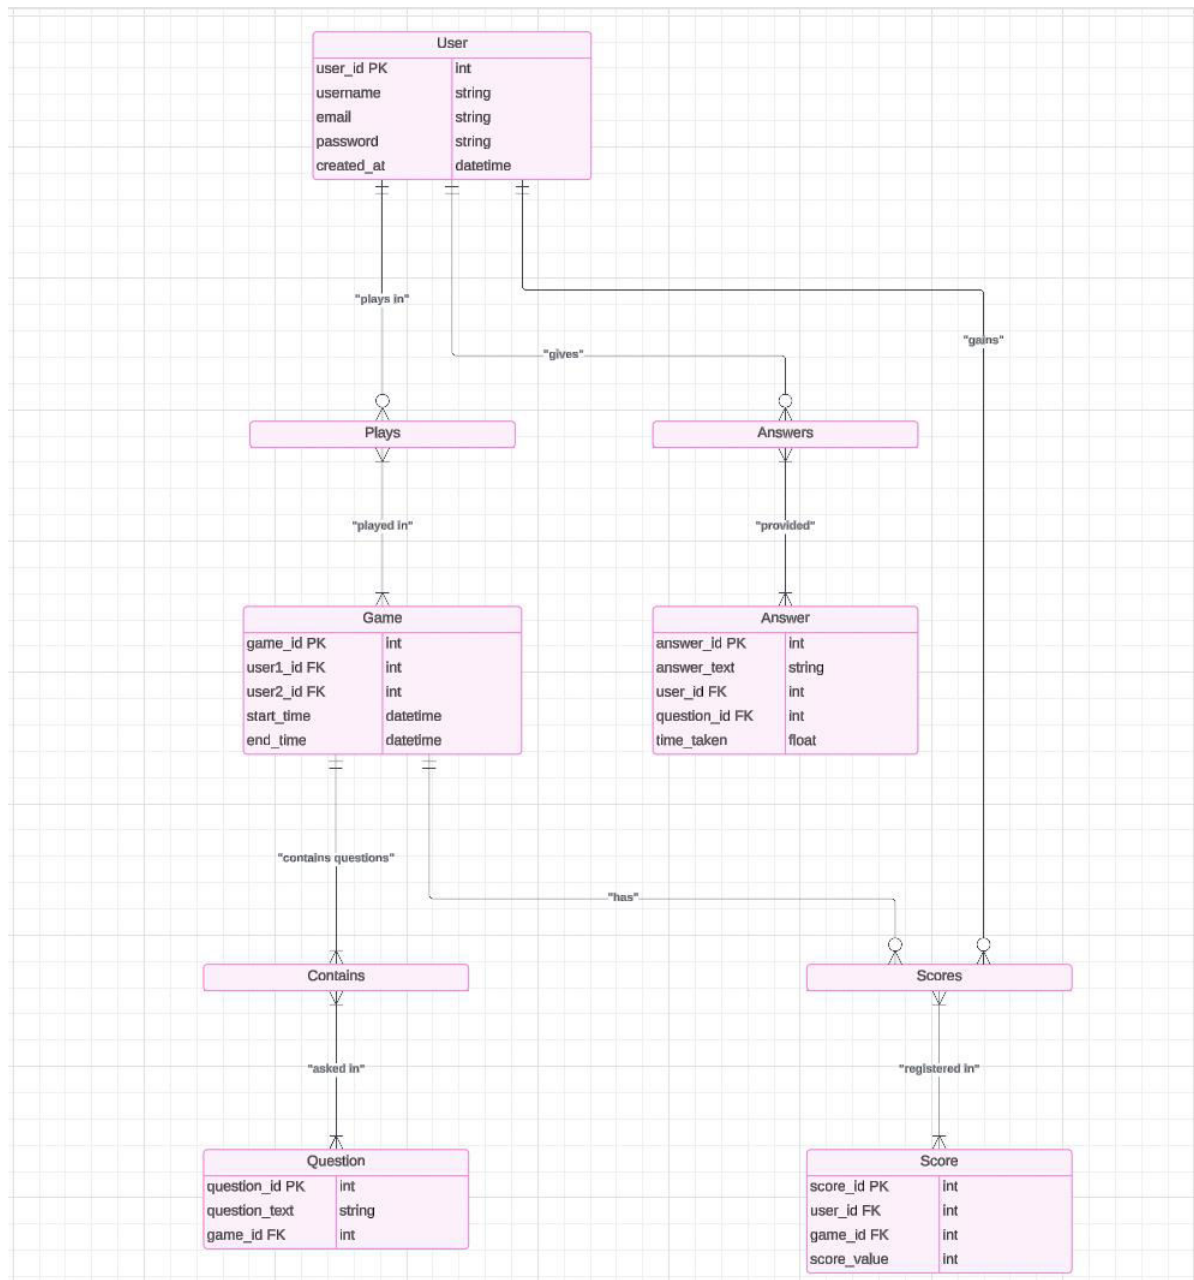 User
user_id PK int
username string
email string
password string
created_at datetime
"plays in"
"gives"
"gains"
Plays
Answers
"played in"
"provided"
Game
game_id PK int
user1_id FK int
user2_id FK int
start_time datetime
end_time datetime
Answer
answer_id PK int
answer_text string
user_id FK int
question_id FK int
time_taken float
"contains questions"
"has"
Contains
Scores
"asked in"
"registered in"
Question
question_id PK int
question_text string
game_id FK int
Score
score_id PK int
user_id FK int
game_id FK int
score_value int